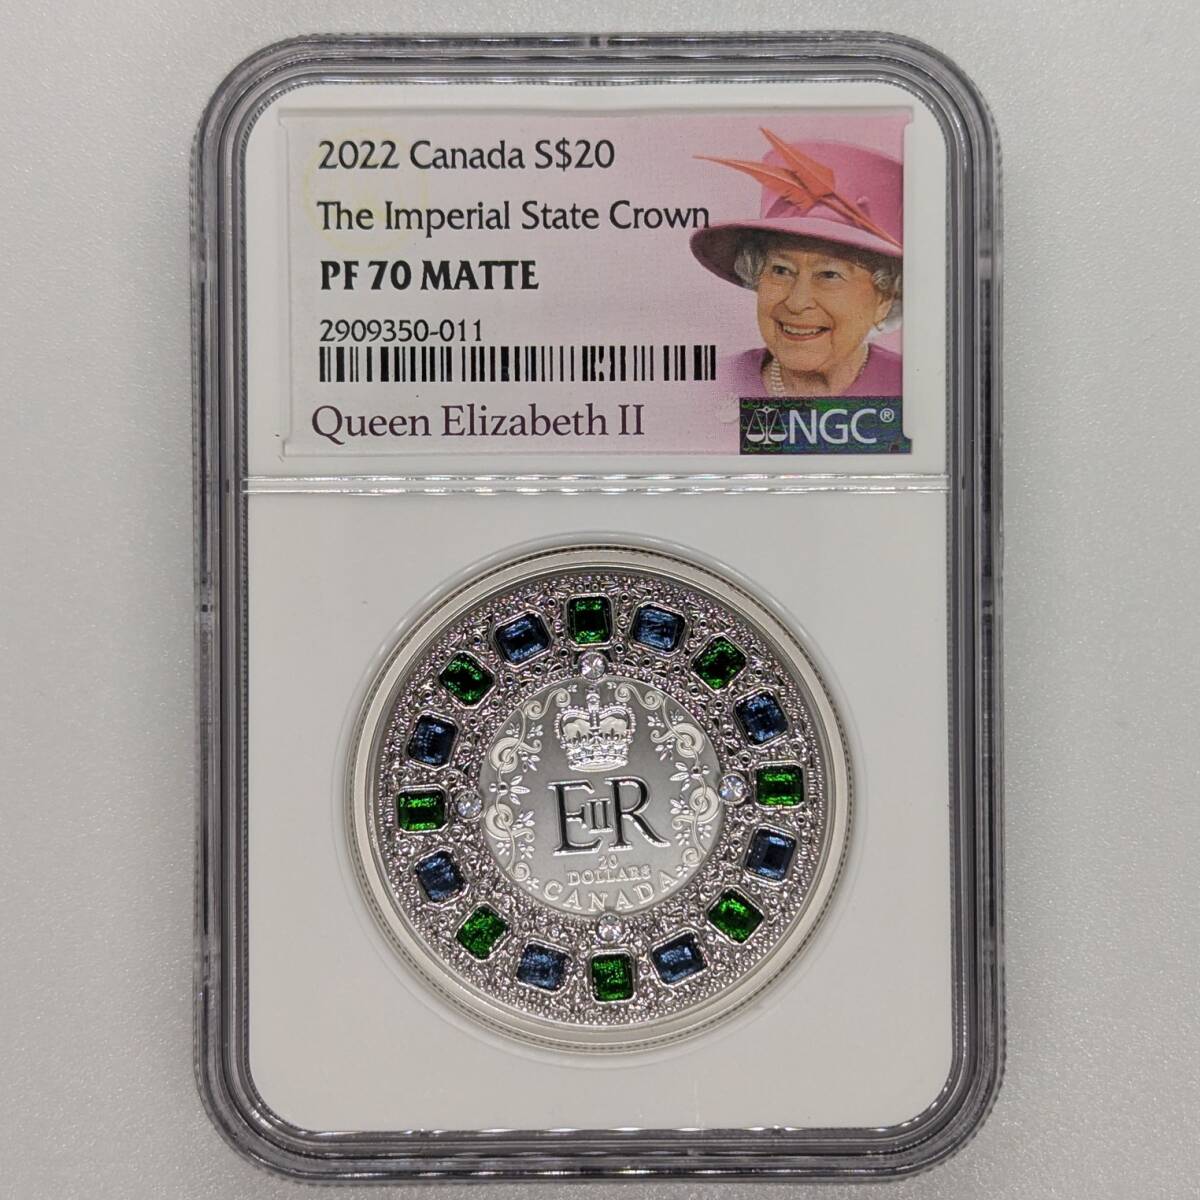 2022 Canada S$20
The Imperial State Crown
PF 70 MATTE
2909350-011
Queen Elizabeth II
NGC®
EIIR
20
DOLLARS
CANADA